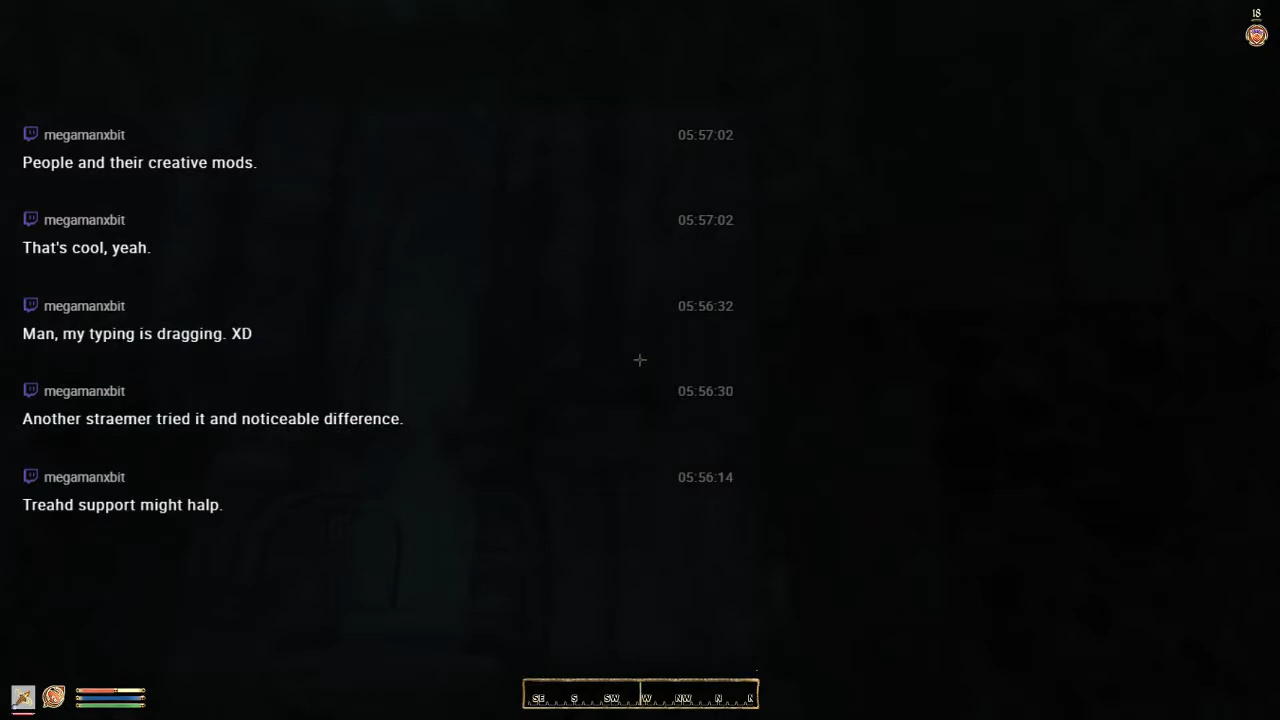 18
megamanxbit 05:57:02
People and their creative mods.
megamanxbit 05:57:02
That's cool, yeah.
megamanxbit 05:56:32
Man, my typing is dragging. XD
megamanxbit 05:56:30
Another straemer tried it and noticeable difference.
megamanxbit 05:56:14
Treahd support might halp.
SE S SW W NW N N